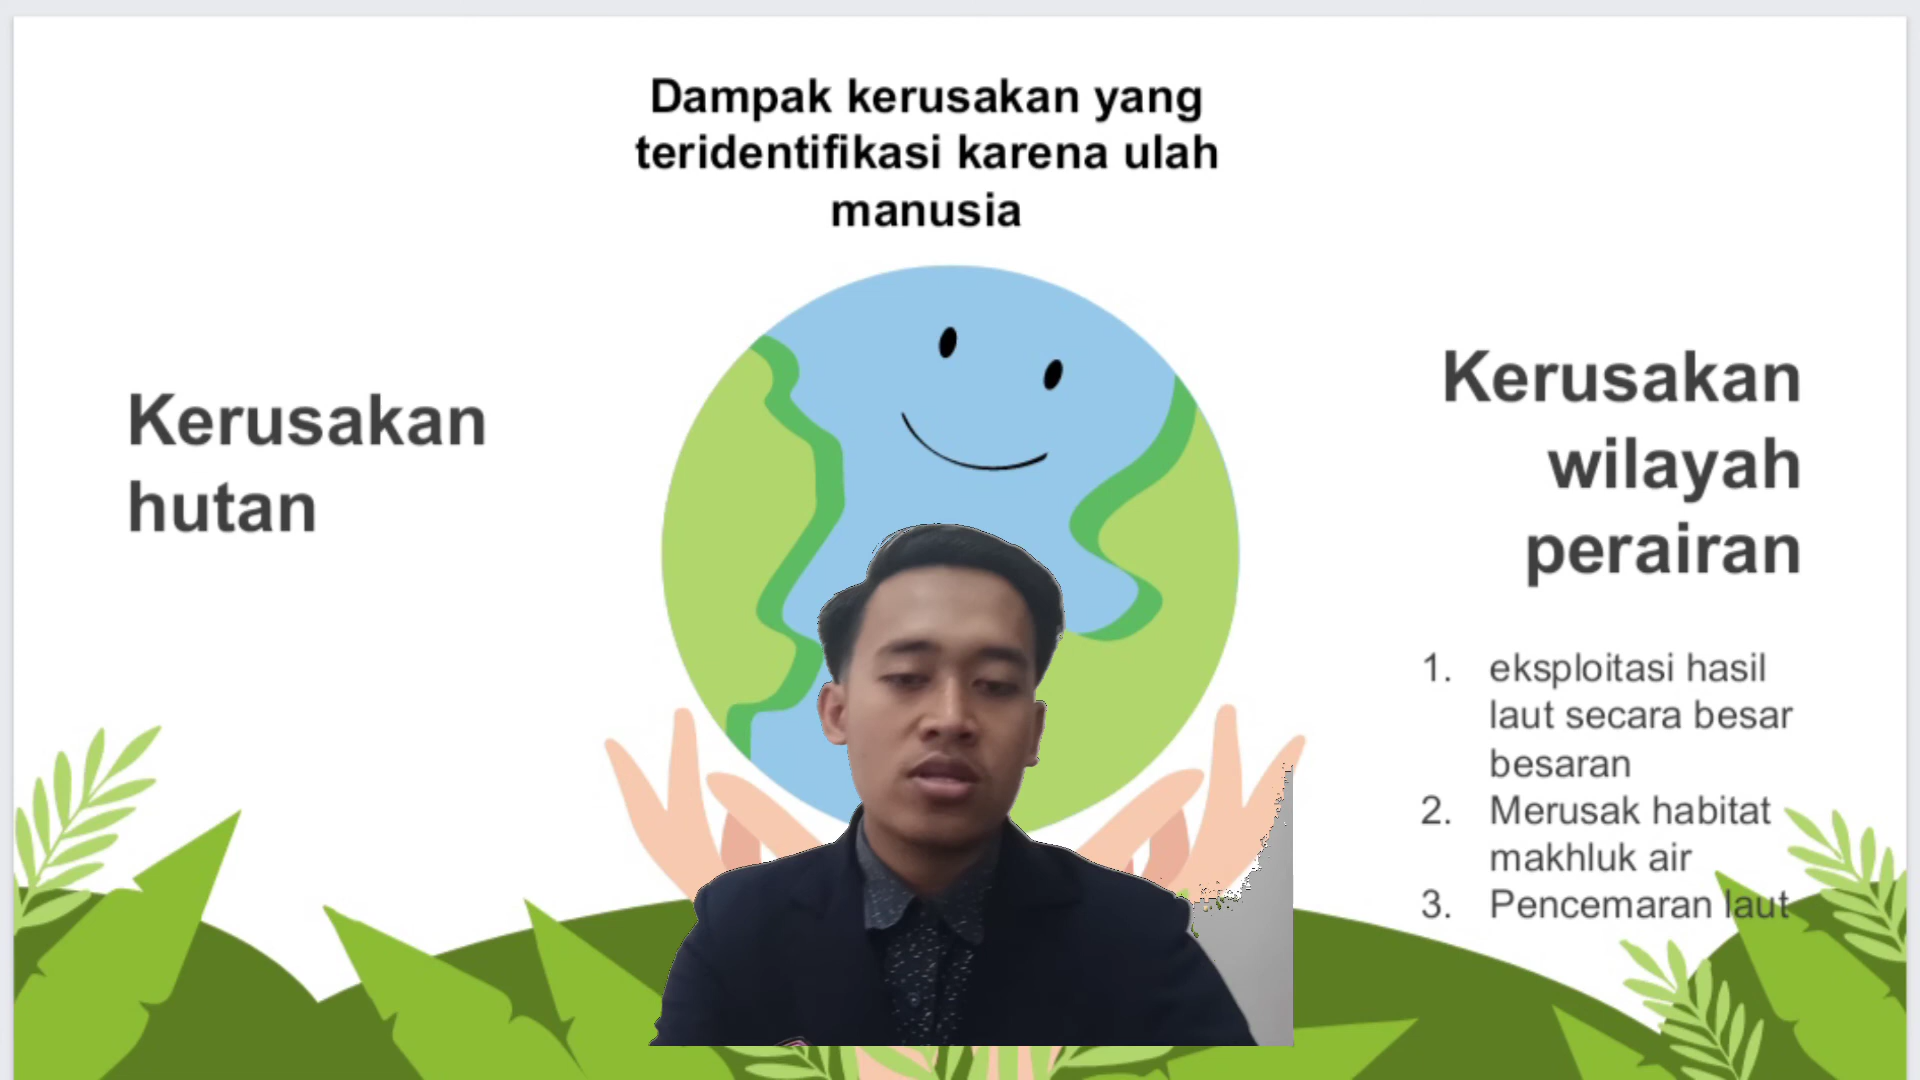 Dampak kerusakan yang
teridentifikasi karena ulah
manusia
Kerusakan
hutan
Kerusakan
wilayah
perairan
1. eksploitasi hasil
laut secara besar
besaran
2. Merusak habitat
makhluk air
3. Pencemaran laut